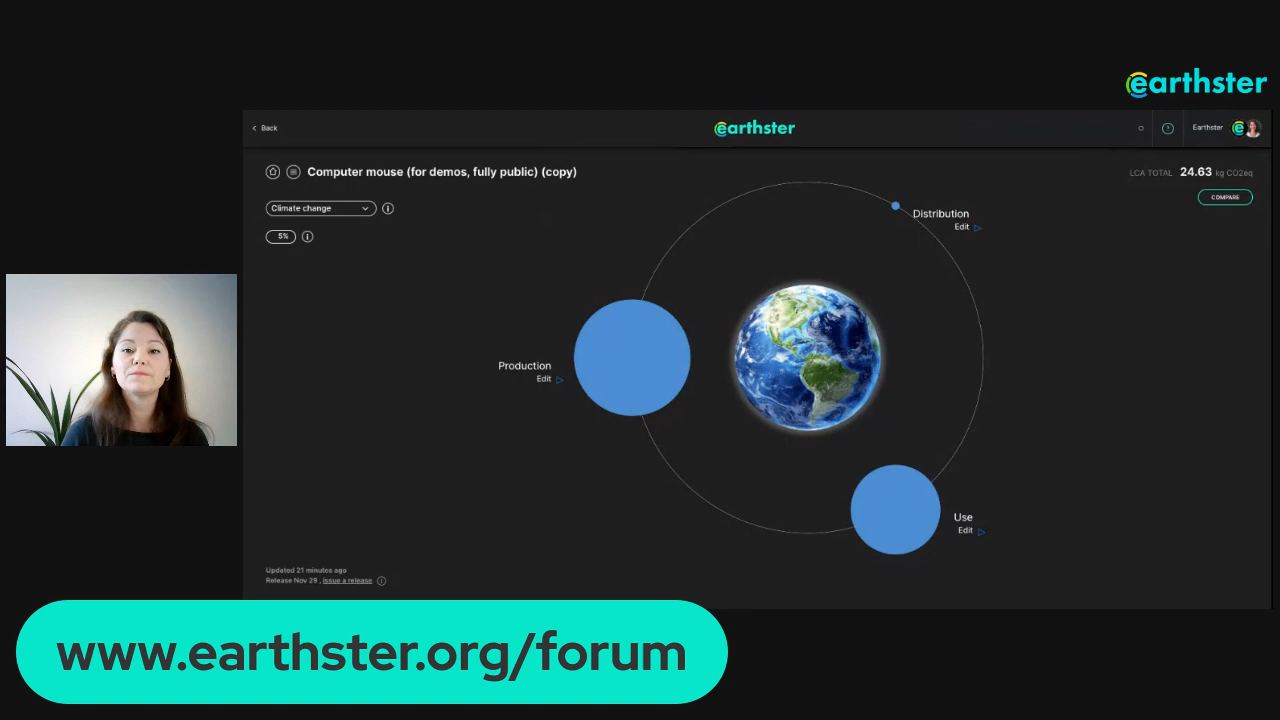 earthster
Back
earthster
Earthster
Computer mouse (for demos, fully public) (copy)
LCA TOTAL 24.63 kg CO2eq
COMPARE
Climate change
5%
Distribution
Edit
Production
Edit
Use
Edit
Updated 21 minutes ago
Release Nov 29 , issue a release
www.earthster.org/forum